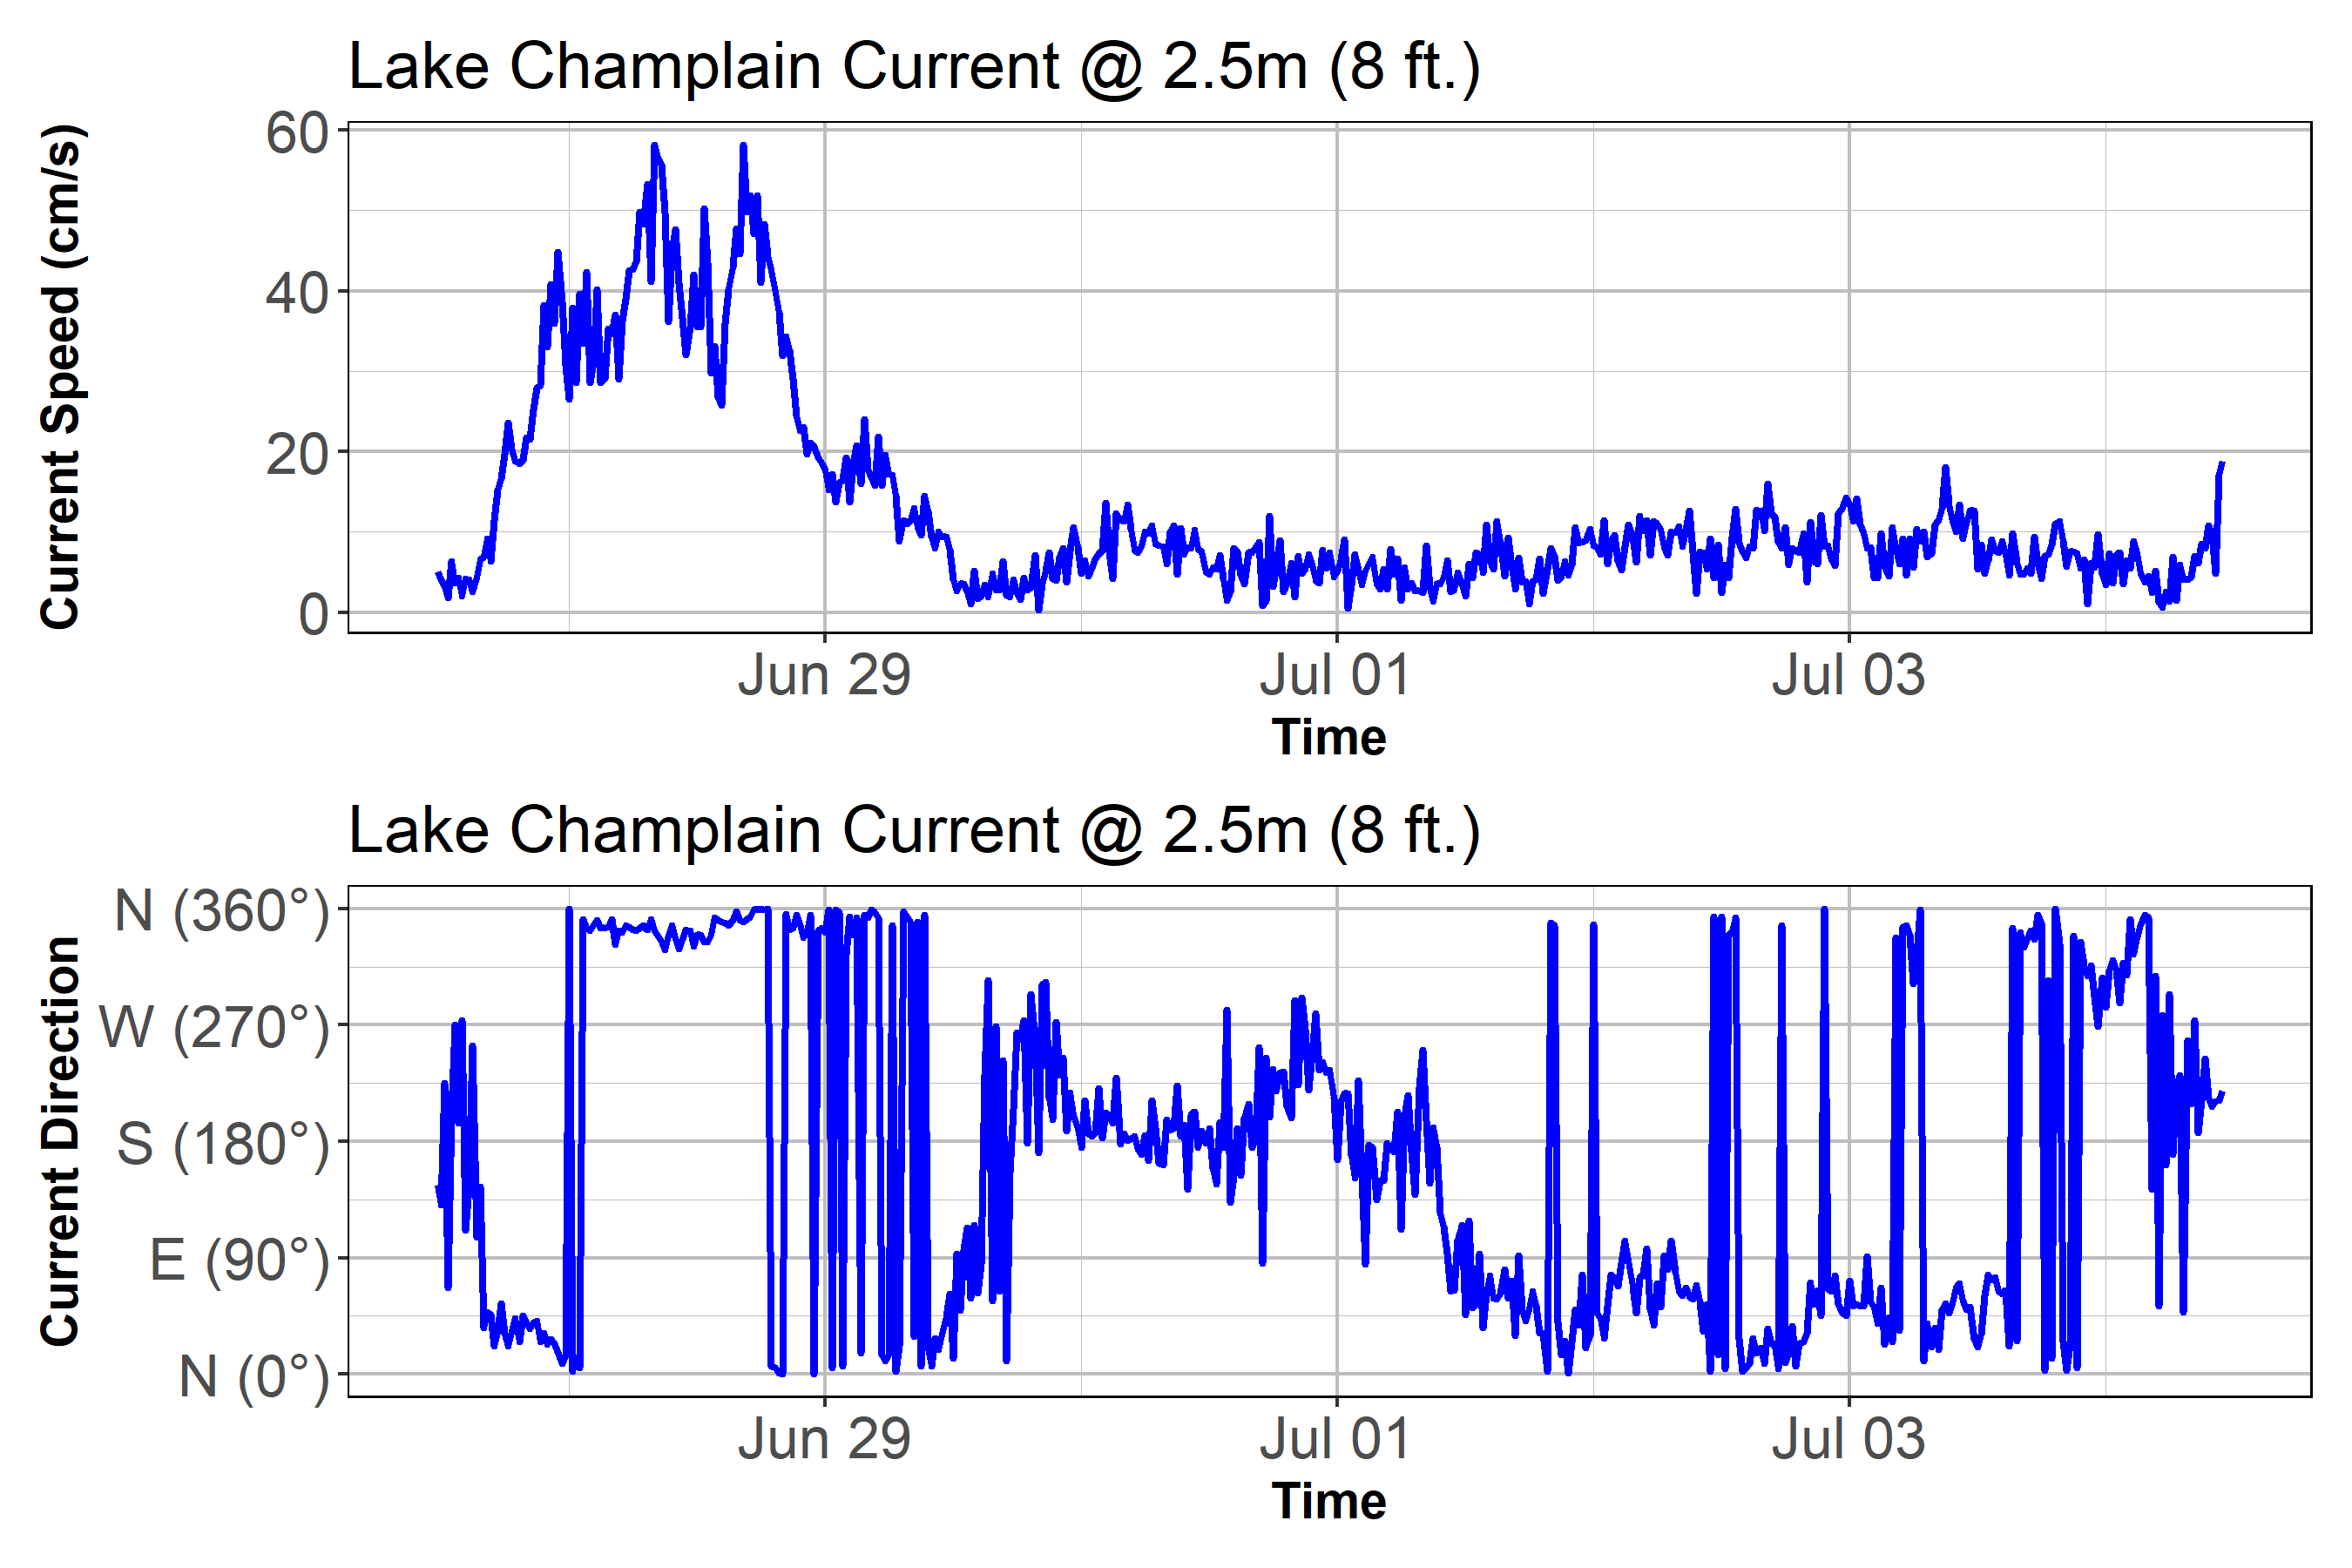 Lake Champlain Current @ 2.5m (8 ft.)
Current Speed (cm/s)
60
40
20
0
Jun 29 Jul 01 Jul 03
Time
Lake Champlain Current @ 2.5m (8 ft.)
Current Direction
N (360°)
W (270°)
S (180°)
E (90°)
N (0°)
Jun 29 Jul 01 Jul 03
Time